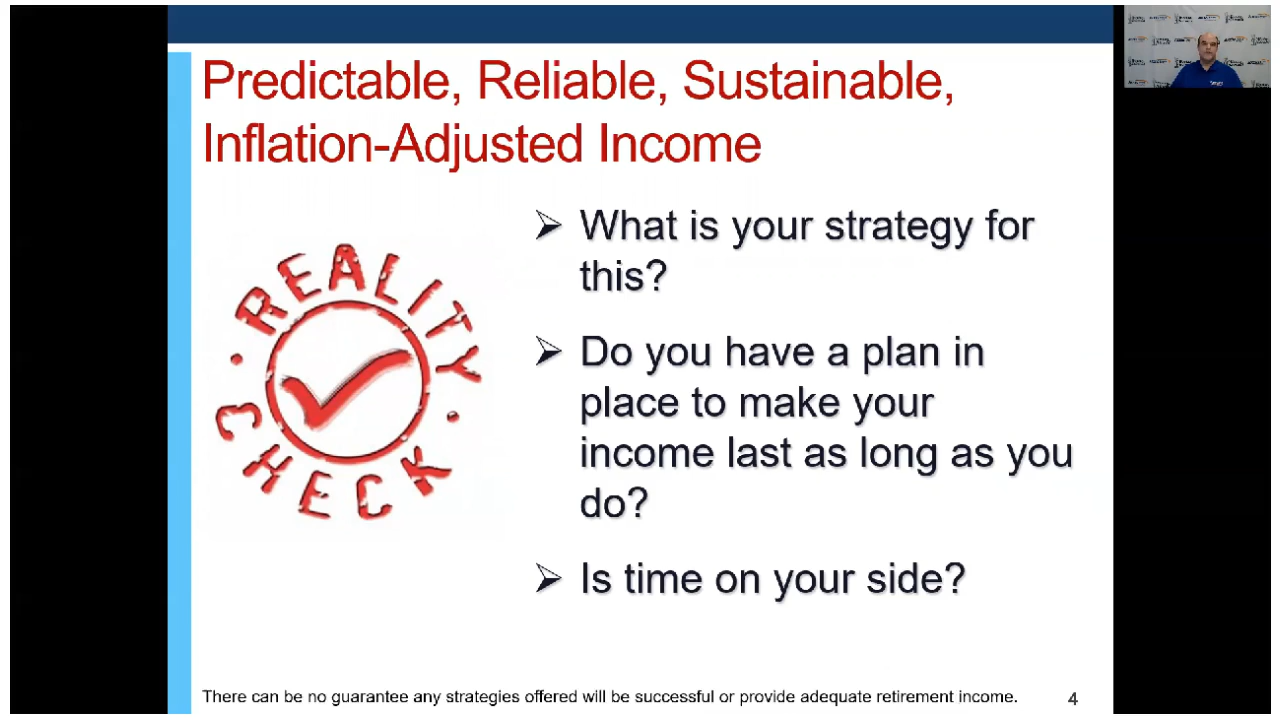 Predictable, Reliable, Sustainable,
Inflation-Adjusted Income
REALITY
CHECK
➢ What is your strategy for
this?
➢ Do you have a plan in
place to make your
income last as long as you
do?
➢ Is time on your side?
There can be no guarantee any strategies offered will be successful or provide adequate retirement income.
4